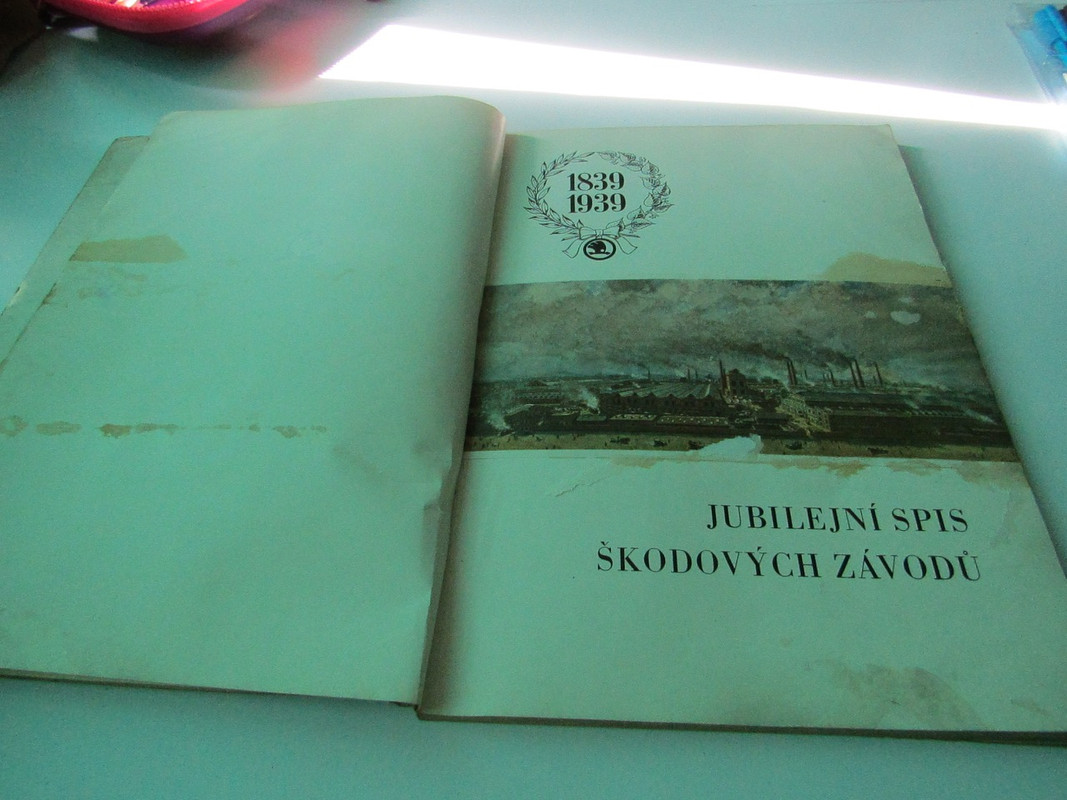 1839
1939
JUBILEJNÍ SPIS
ŠKODOVÝCH ZÁVODŮ